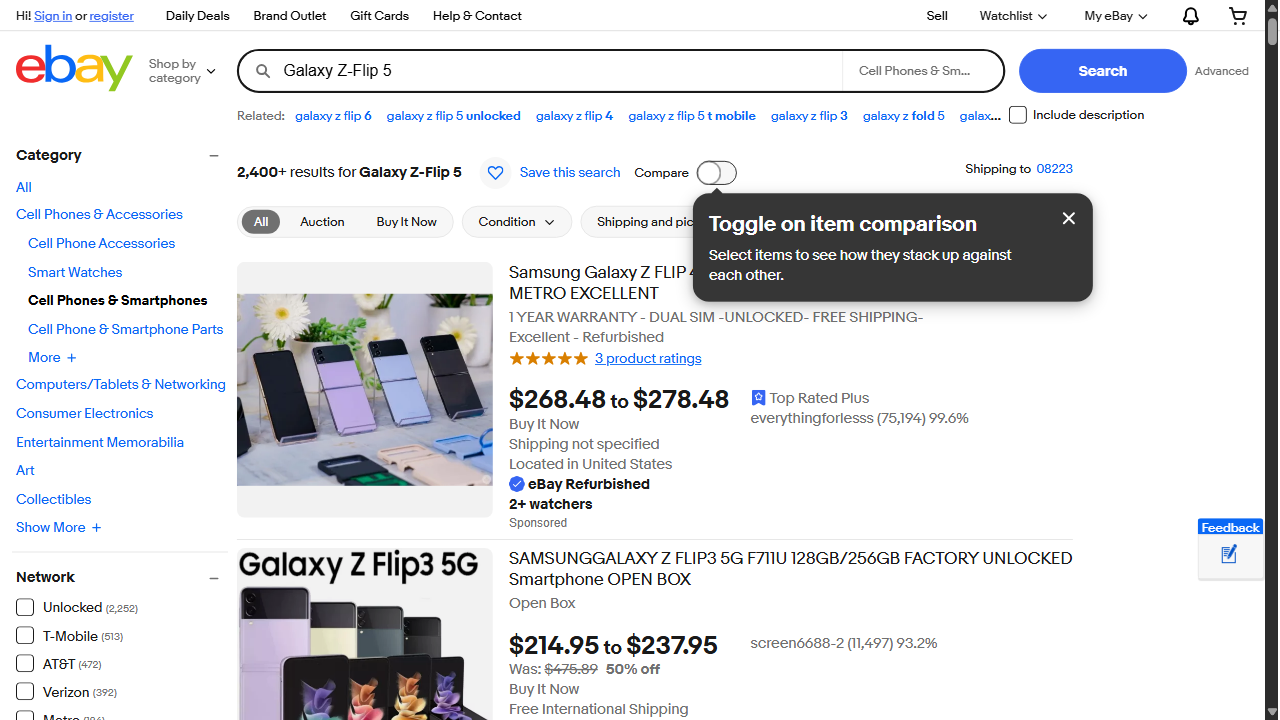 Hi! Sign in or register
Daily Deals
Brand Outlet
Gift Cards
Help & Contact
Sell
Watchlist
My eBay
ebay
Shop by
category
Galaxy Z-Flip 5
Cell Phones & Sm...
Search
Advanced
Related: galaxy z flip 6 galaxy z flip 5 unlocked galaxy z flip 4 galaxy z flip 5 t mobile galaxy z flip 3 galaxy z fold 5 galax...
Include description
Category
All
Cell Phones & Accessories
Cell Phone Accessories
Smart Watches
Cell Phones & Smartphones
Cell Phone & Smartphone Parts
More
Computers/Tablets & Networking
Consumer Electronics
Entertainment Memorabilia
Art
Collectibles
Show More
Network
Unlocked (2,252)
T-Mobile (513)
AT&T (472)
Verizon (392)
2,400+ results for Galaxy Z-Flip 5
Save this search
Compare
Shipping to 08223
All
Auction
Buy It Now
Condition
Shipping and pic
Toggle on item comparison
Select items to see how they stack up against
each other.
Samsung Galaxy Z FLIP
METRO EXCELLENT
1 YEAR WARRANTY - DUAL SIM -UNLOCKED- FREE SHIPPING-
Excellent - Refurbished
3 product ratings
$268.48 to $278.48
Buy It Now
Shipping not specified
Located in United States
eBay Refurbished
2+ watchers
Sponsored
Top Rated Plus
everythingforlesss (75,194) 99.6%
Galaxy Z Flip3 5G
SAMSUNGGALAXY Z FLIP3 5G F711U 128GB/256GB FACTORY UNLOCKED
Smartphone OPEN BOX
Open Box
$214.95 to $237.95
Was: $475.89 50% off
Buy It Now
Free International Shipping
screen6688-2 (11,497) 93.2%
Feedback